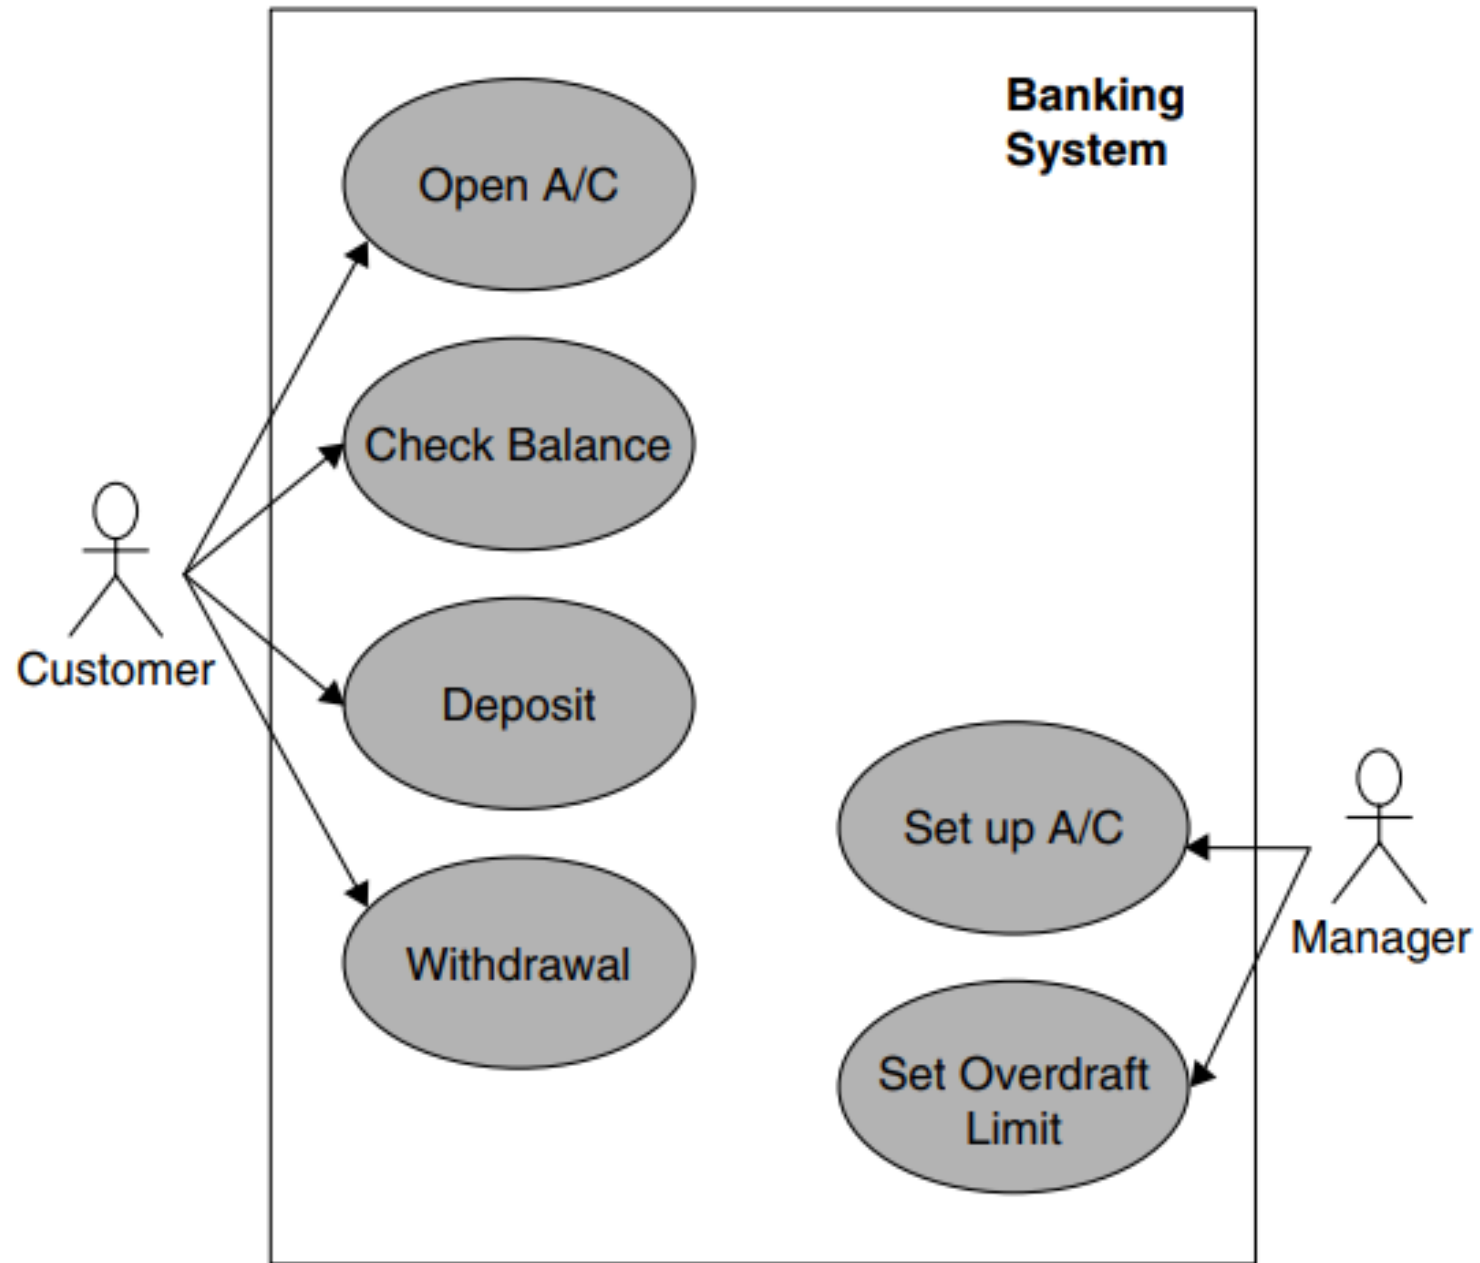 Banking
System
Open A/C
Check Balance
Customer
Deposit
Set up A/C
Manager
Withdrawal
Set Overdraft
Limit